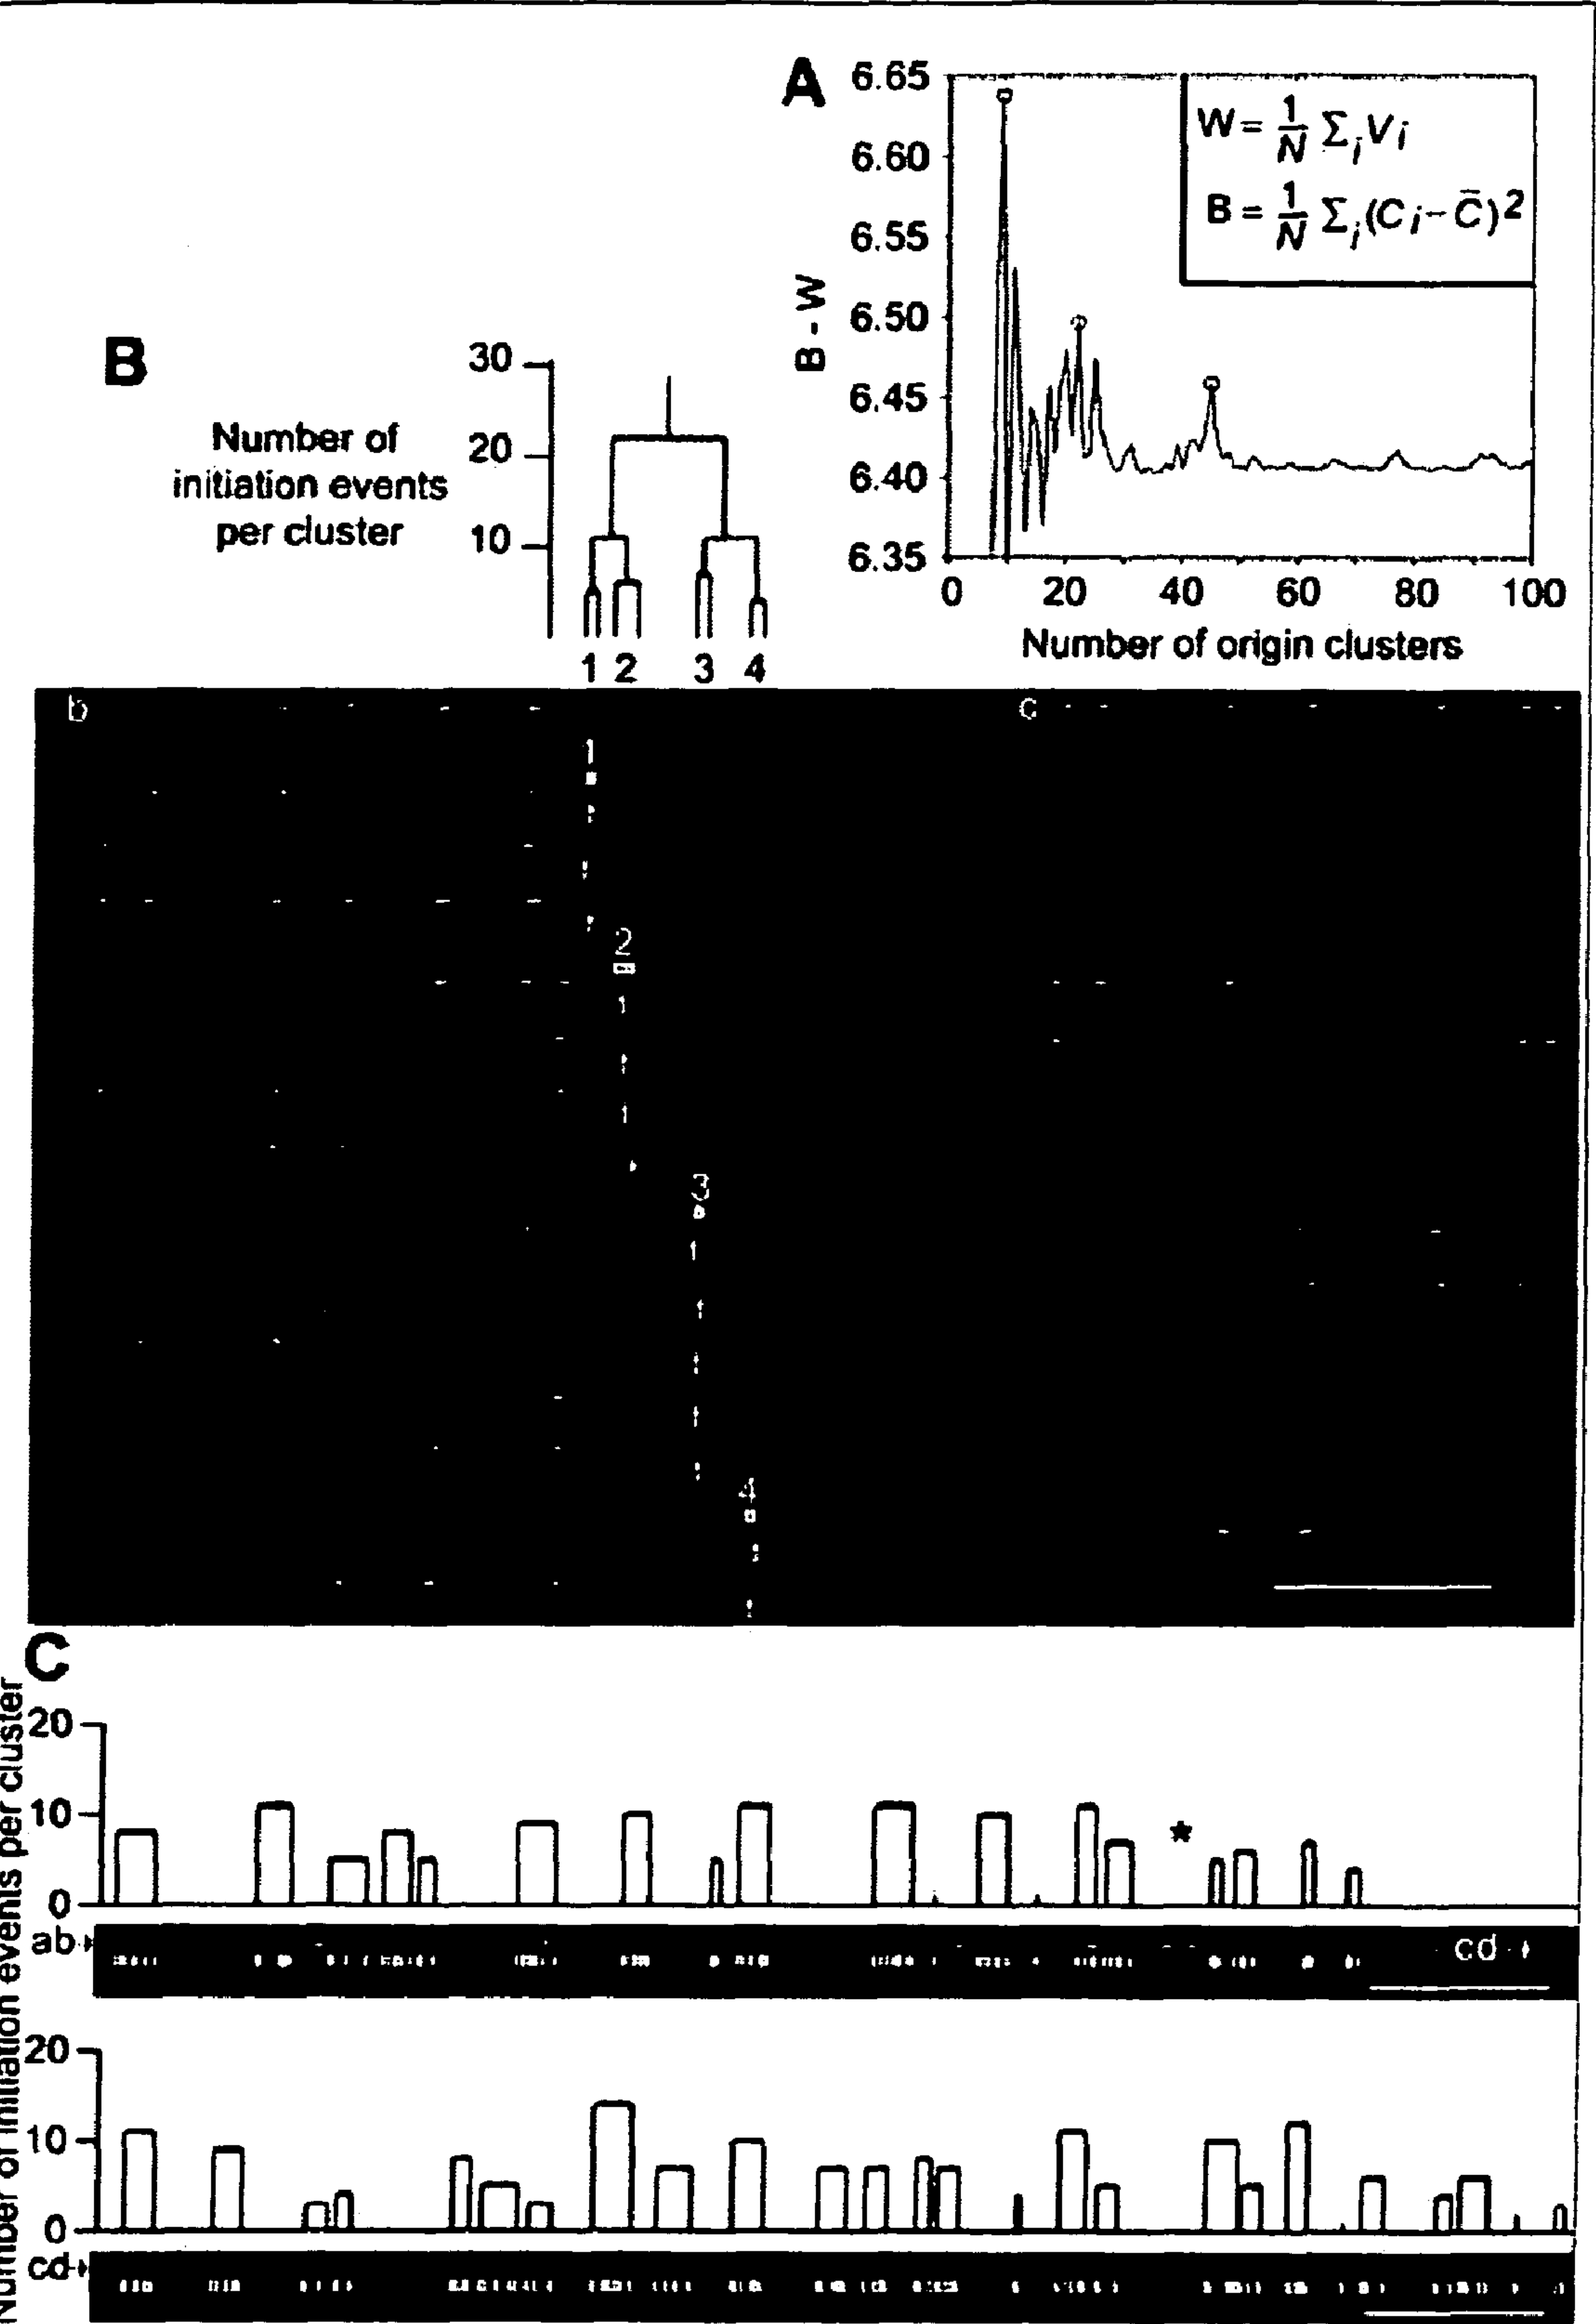 A
6.65
6.60
6.55
6.50
6.45
6.40
6.35
B - W
W = 1/N Σi Vi
B = 1/N Σi (Ci - C̄)2
0 20 40 60 80 100
Number of origin clusters
B
Number of
initiation events
per cluster
30
20
10
1 2 3 4
b
c
1
2
3
4
C
Number of initiation events per cluster
20
10
0
ab
cd
20
10
0
cd